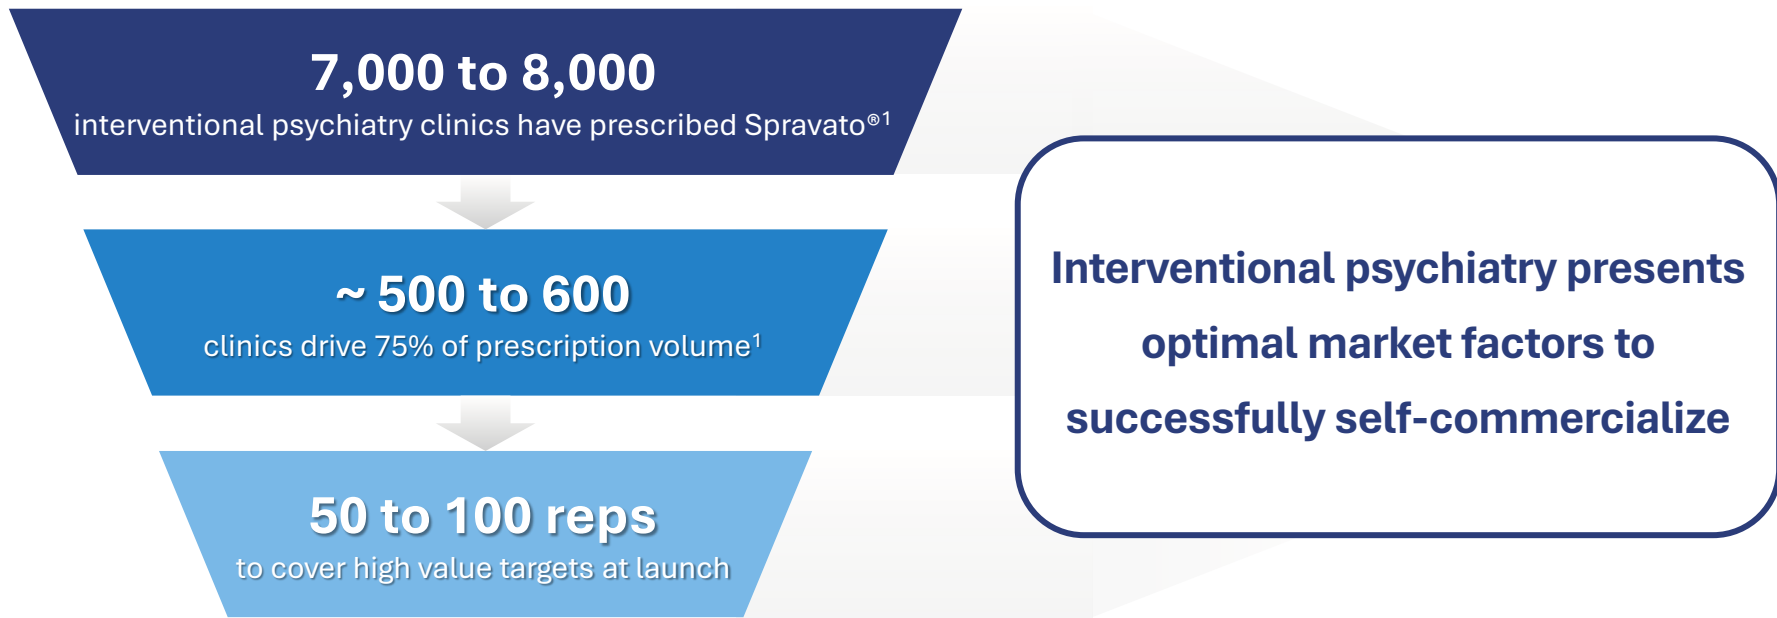 7,000 to 8,000
interventional psychiatry clinics have prescribed Spravato®¹
~ 500 to 600
clinics drive 75% of prescription volume¹
50 to 100 reps
to cover high value targets at launch
Interventional psychiatry presents
optimal market factors to
successfully self-commercialize